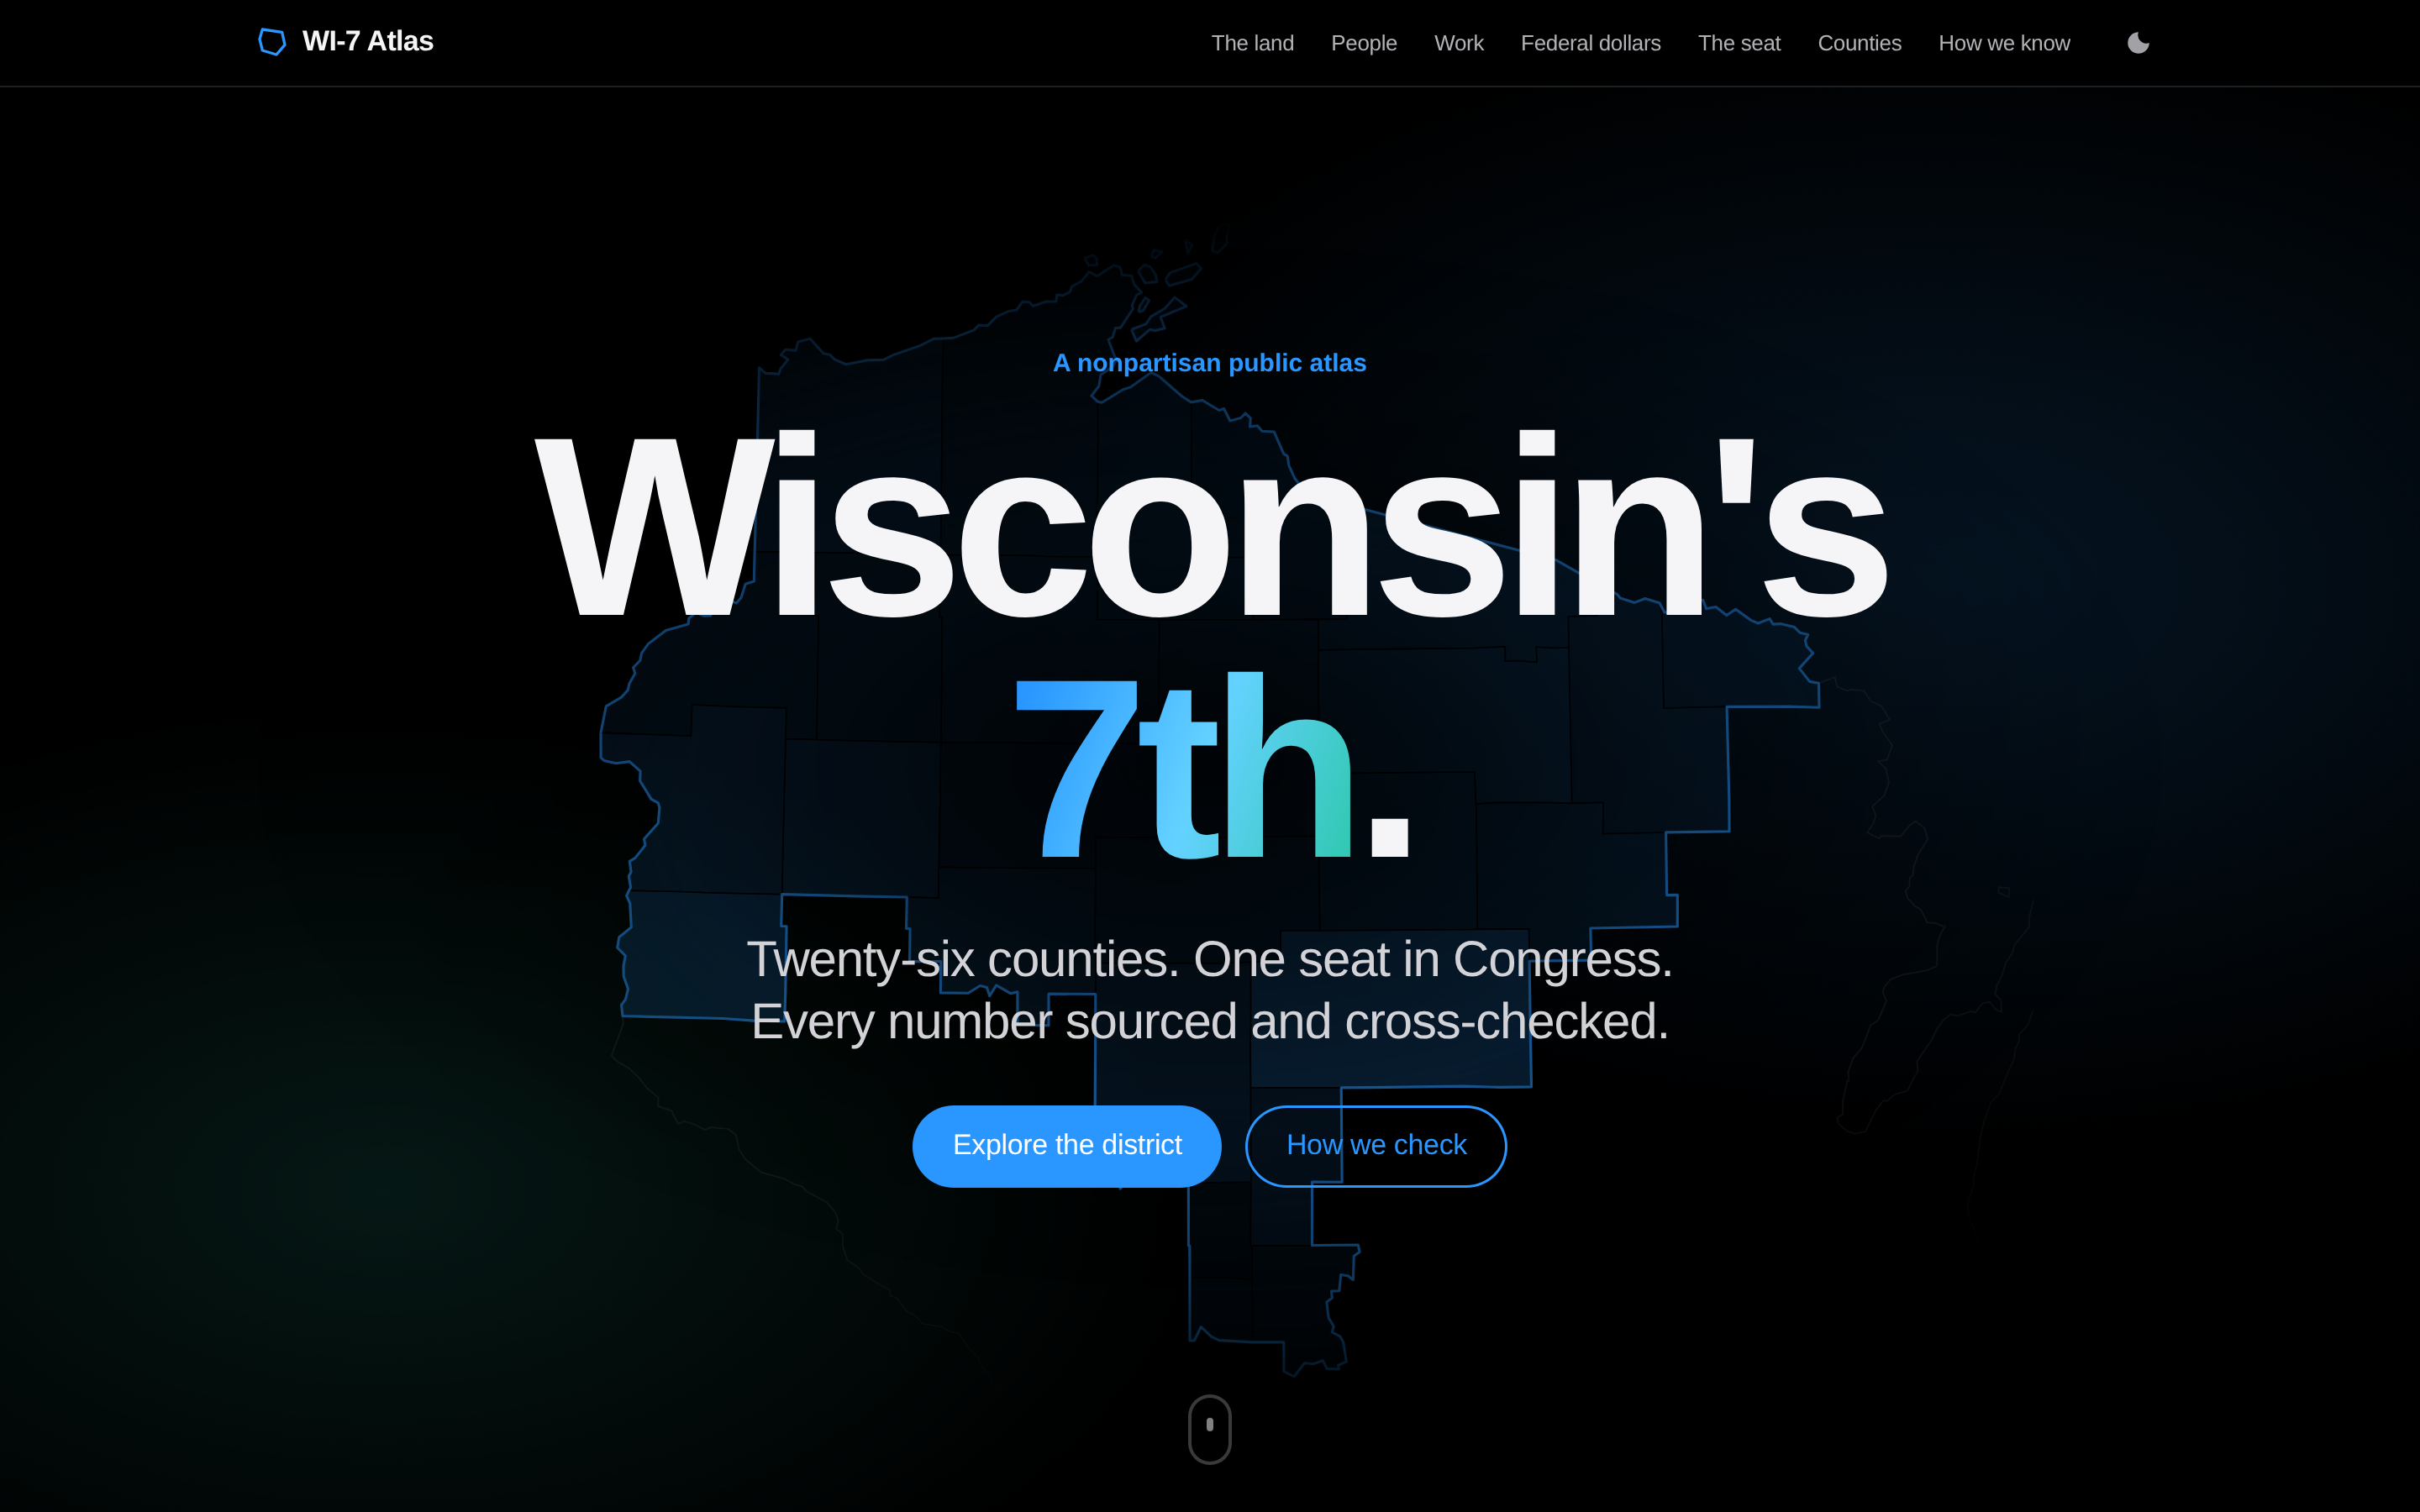 WI-7 Atlas
The land People Work Federal dollars The seat Counties How we know
A nonpartisan public atlas
Wisconsin's
7th.
Twenty-six counties. One seat in Congress.
Every number sourced and cross-checked.
Explore the district How we check